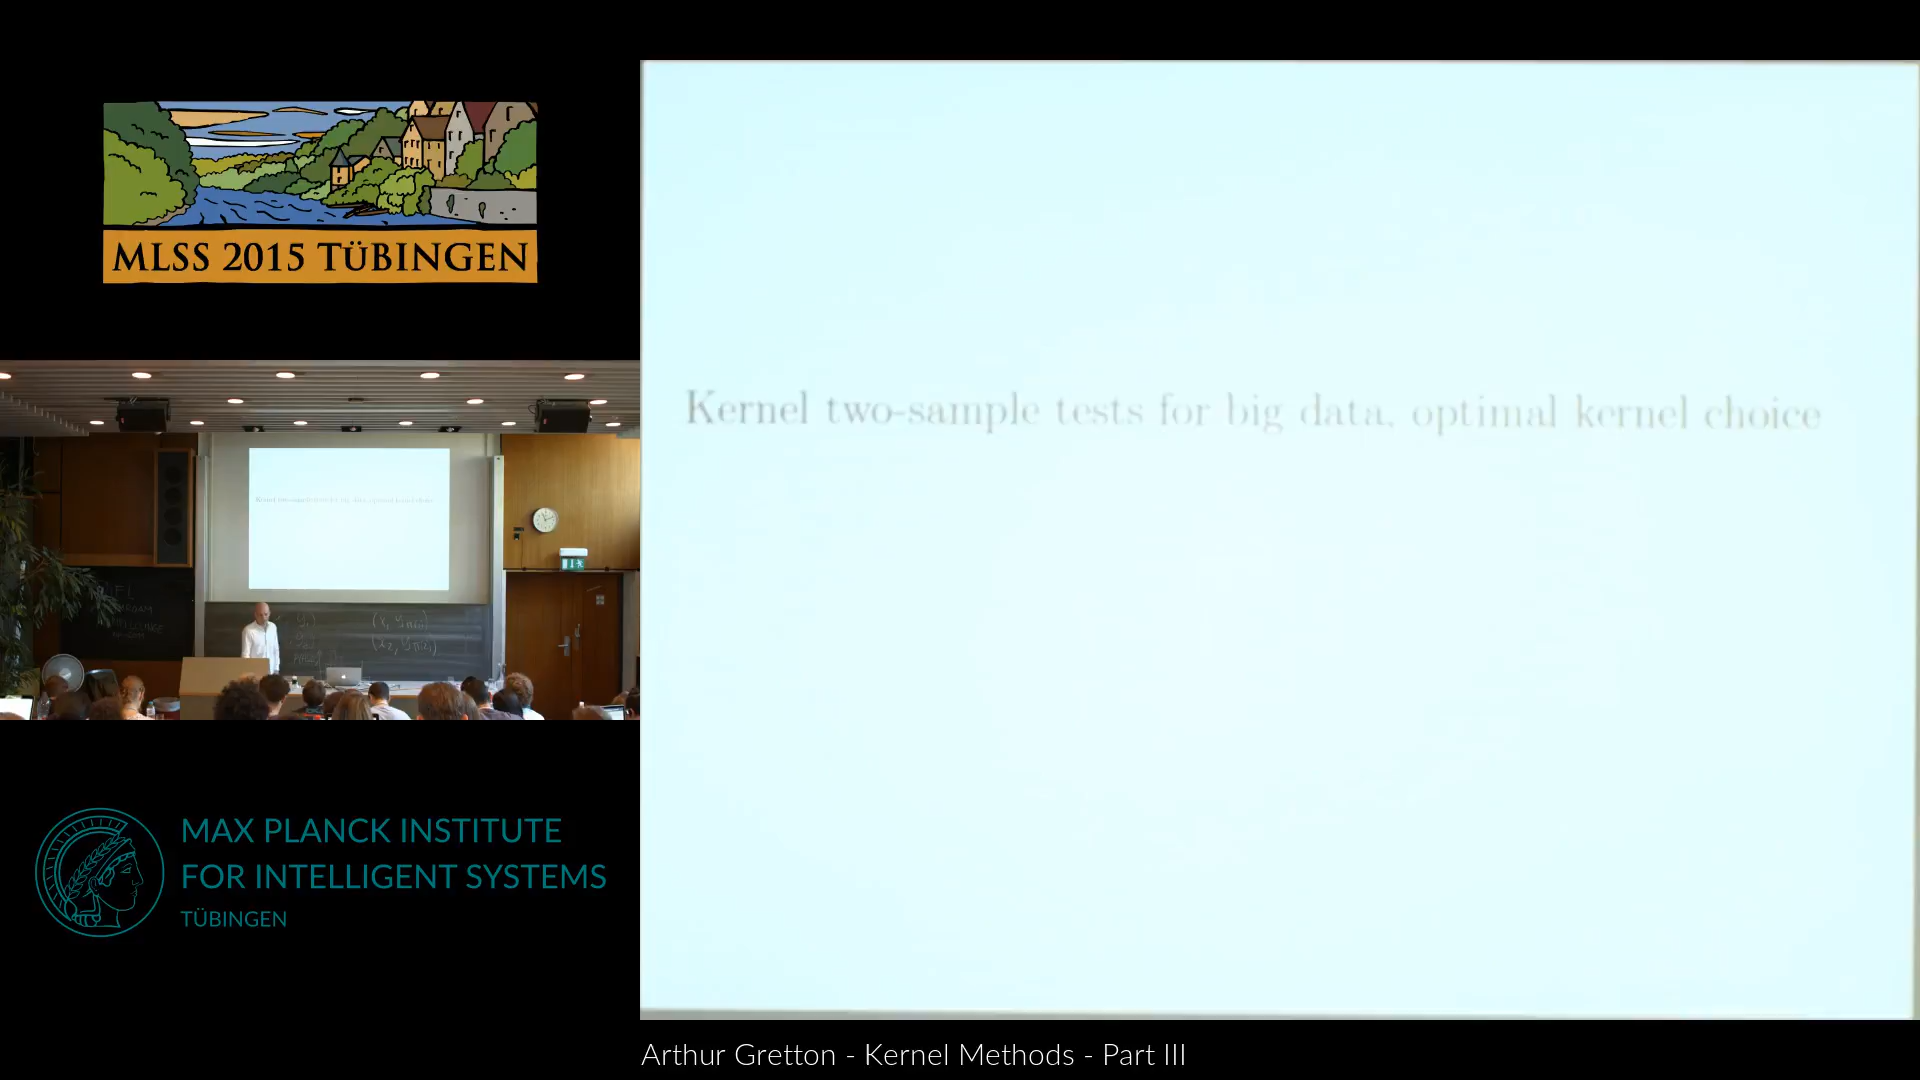 MLSS 2015 TÜBINGEN
Kernel two-sample tests for big data, optimal kernel choice
MAX PLANCK INSTITUTE
FOR INTELLIGENT SYSTEMS
TÜBINGEN
Arthur Gretton - Kernel Methods - Part III